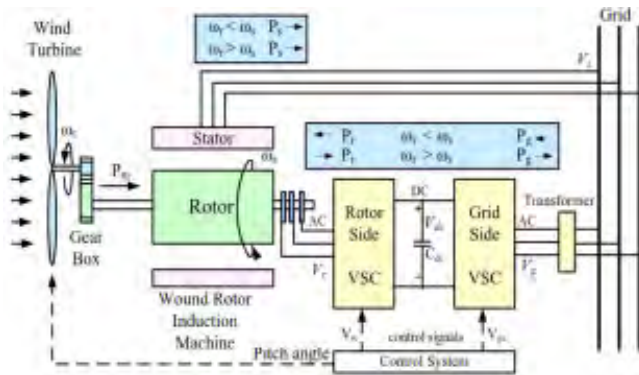 Wind
Turbine
ωr < ωs Ps →
ωr > ωs Ps →
Grid
Vs
Stator
← Pr ωr < ωs Pg ←
→ Pr ωr > ωs Pg →
Pm
Rotor
Gear
Box
AC
Vr
Rotor
Side
VSC
DC
Vdc
Cdc
Grid
Side
VSC
AC
Vg
Transformer
Wound Rotor
Induction
Machine
control signals
Pitch angle
Control System